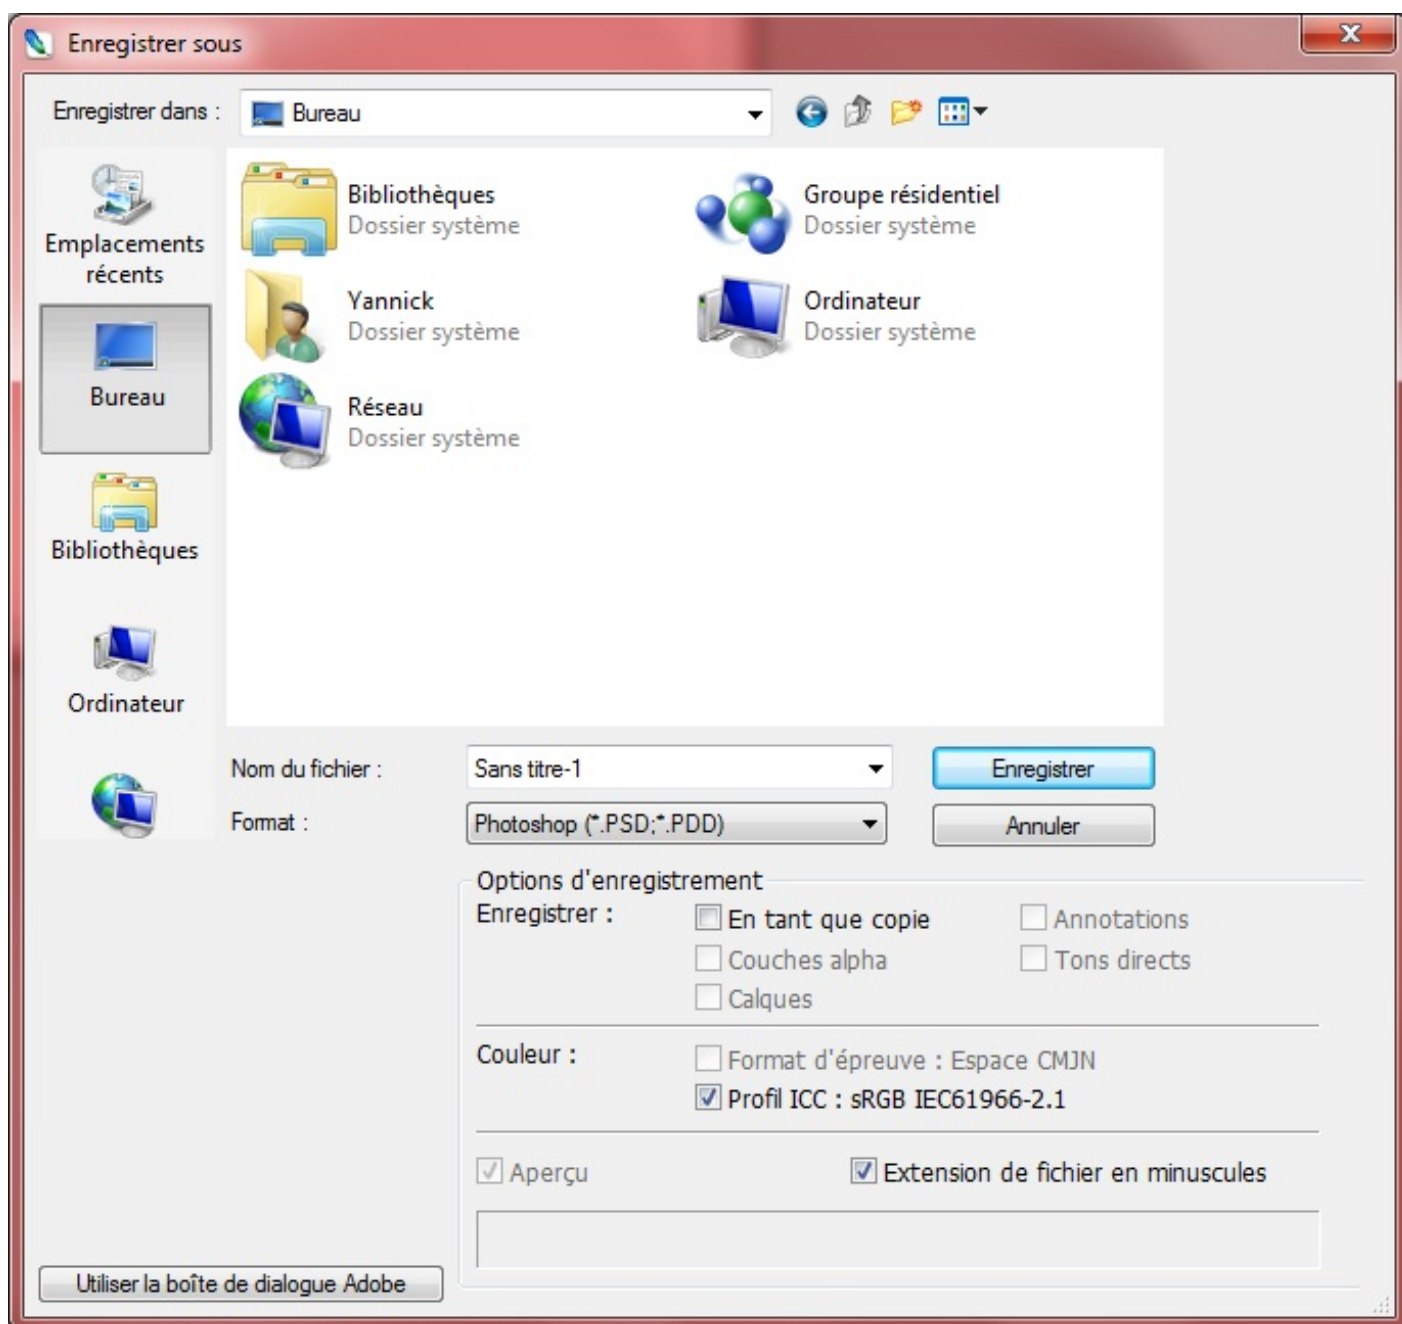 Enregistrer sous
Enregistrer dans :
Bureau
Emplacements
récents
Bureau
Bibliothèques
Ordinateur
Bibliothèques
Dossier système
Groupe résidentiel
Dossier système
Yannick
Dossier système
Ordinateur
Dossier système
Réseau
Dossier système
Nom du fichier :
Sans titre-1
Enregistrer
Format :
Photoshop (*.PSD;*.PDD)
Annuler
Options d'enregistrement
Enregistrer :
En tant que copie
Annotations
Couches alpha
Tons directs
Calques
Couleur :
Format d'épreuve : Espace CMJN
Profil ICC : sRGB IEC61966-2.1
Aperçu
Extension de fichier en minuscules
Utiliser la boîte de dialogue Adobe